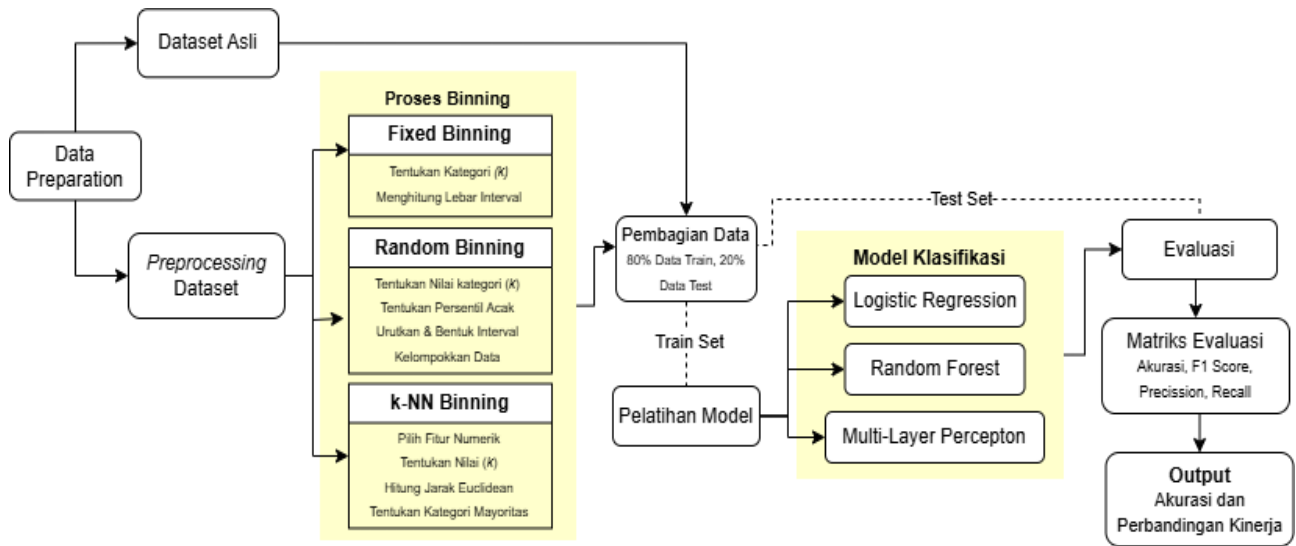 Dataset Asli
Data
Preparation
Preprocessing
Dataset
Proses Binning
Fixed Binning
Tentukan Kategori (k)
Menghitung Lebar Interval
Random Binning
Tentukan Nilai kategori (k)
Tentukan Persentil Acak
Urutkan & Bentuk Interval
Kelompokkan Data
k-NN Binning
Pilih Fitur Numerik
Tentukan Nilai (k)
Hitung Jarak Euclidean
Tentukan Kategori Mayoritas
Pembagian Data
80% Data Train, 20%
Data Test
Train Set
Pelatihan Model
Test Set
Model Klasifikasi
Logistic Regression
Random Forest
Multi-Layer Percepton
Evaluasi
Matriks Evaluasi
Akurasi, F1 Score,
Precission, Recall
Output
Akurasi dan
Perbandingan Kinerja